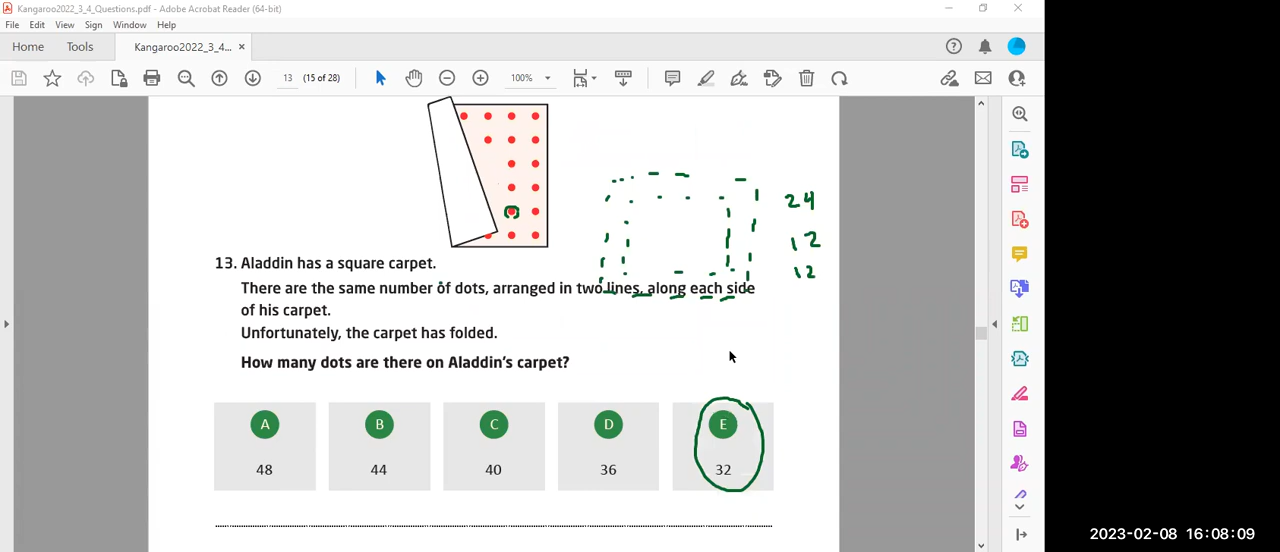 Kangaroo2022_3_4_Questions.pdf - Adobe Acrobat Reader (64-bit)
File Edit View Sign Window Help
Home Tools Kangaroo2022_3_4... ×
13 (15 of 28) 100%
24
12
12
13. Aladdin has a square carpet.
There are the same number of dots, arranged in two lines, along each side
of his carpet.
Unfortunately, the carpet has folded.
How many dots are there on Aladdin's carpet?
A B C D E
48 44 40 36 32
2023-02-08 16:08:09